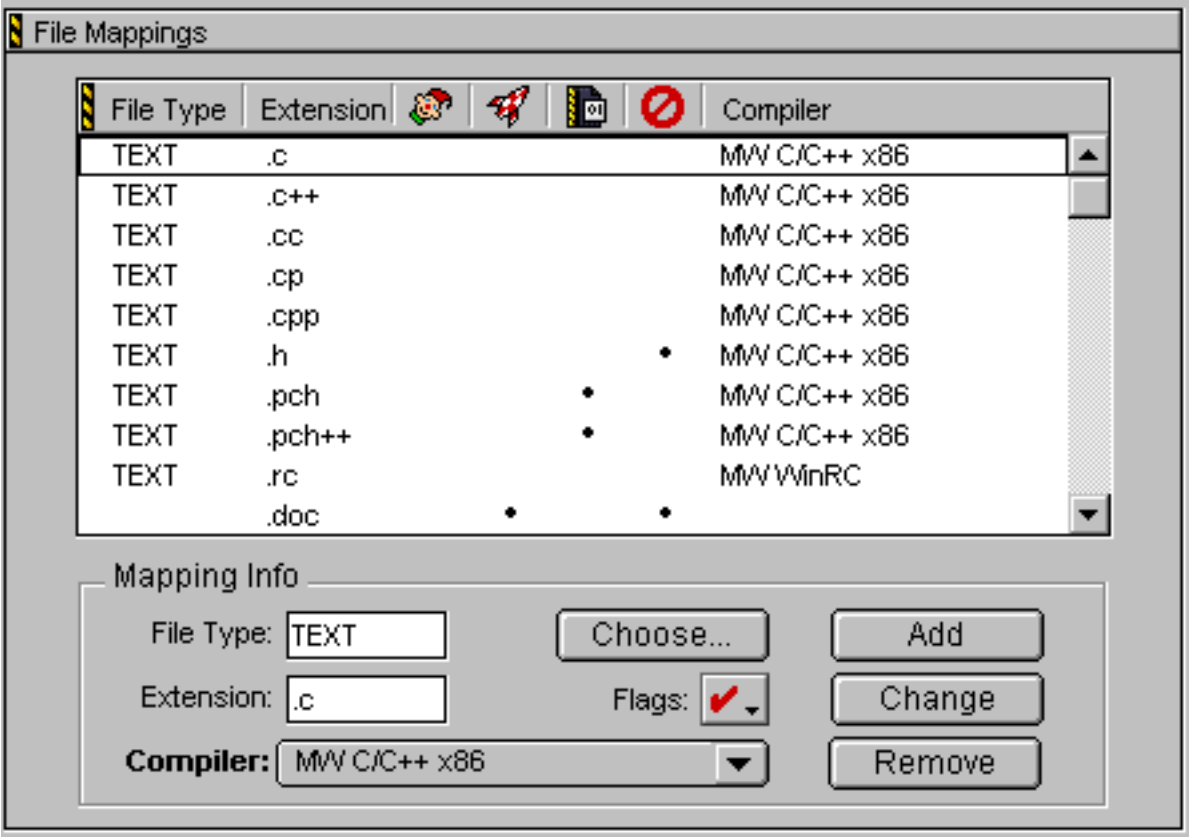 File Mappings
File Type Extension Compiler
TEXT .c MW C/C++ x86
TEXT .c++ MW C/C++ x86
TEXT .cc MW C/C++ x86
TEXT .cp MW C/C++ x86
TEXT .cpp MW C/C++ x86
TEXT .h • MW C/C++ x86
TEXT .pch • MW C/C++ x86
TEXT .pch++ • MW C/C++ x86
TEXT .rc MW WinRC
.doc • •
Mapping Info
File Type: TEXT Choose... Add
Extension: .c Flags: Change
Compiler: MW C/C++ x86 Remove